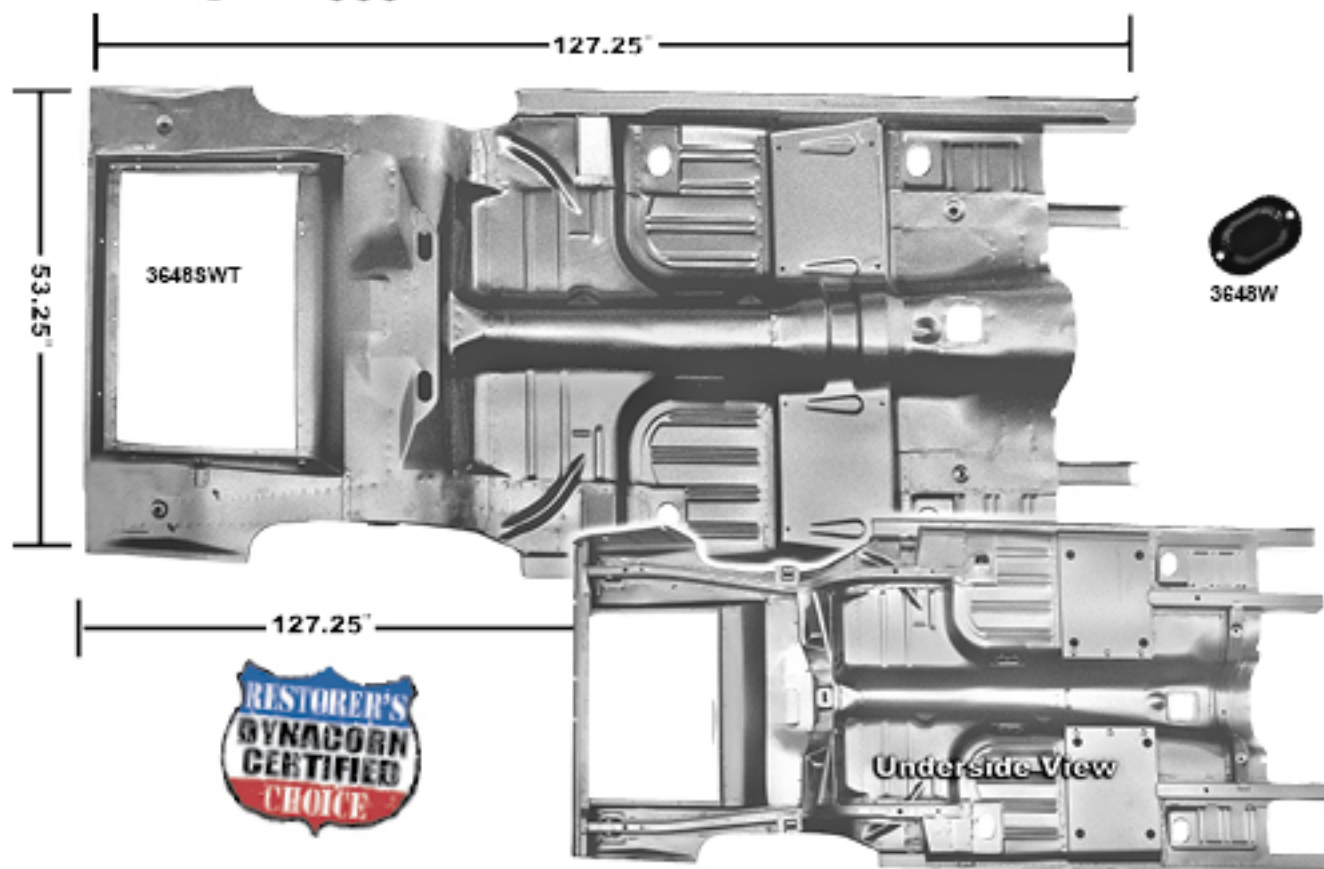 127.25"
53.25"
3648SWT
3648W
127.25"
RESTORER'S
DYNACORN
CERTIFIED
CHOICE
Underside View